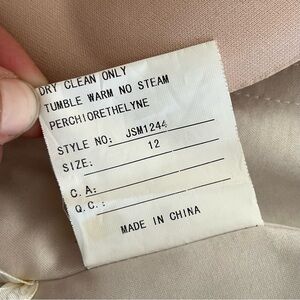 DRY CLEAN ONLY
TUMBLE WARM NO STEAM
PERCHIORETHELYNE
STYLE NO: JSM1244
SIZE: 12
C.A:
Q.C.:
MADE IN CHINA